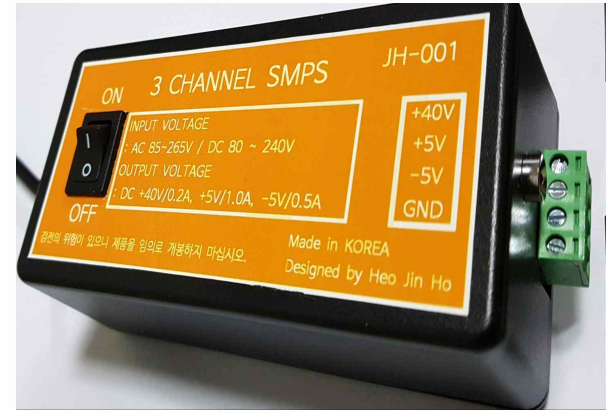 3 CHANNEL SMPS
JH-001
ON
INPUT VOLTAGE
: AC 85~265V / DC 80 ~ 240V
OUTPUT VOLTAGE
: DC +40V/0.2A, +5V/1.0A, -5V/0.5A
OFF
+40V
+5V
-5V
GND
감전의 위험이 있으니 제품을 임의로 개봉하지 마십시오.
Made in KOREA
Designed by Heo Jin Ho